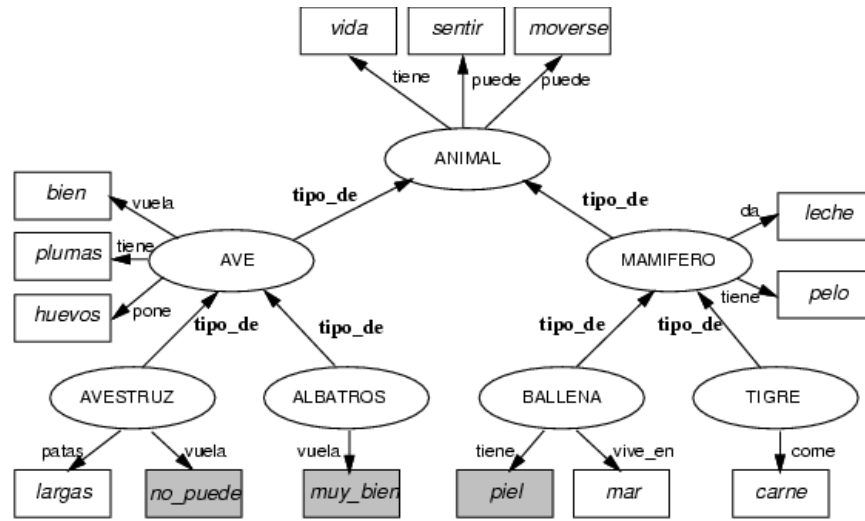 vida
sentir
moverse
tiene
puede
puede
ANIMAL
bien
vuela
tipo_de
tipo_de
da
leche
plumas
tiene
AVE
MAMIFERO
huevos
pone
tiene
pelo
tipo_de
tipo_de
tipo_de
tipo_de
AVESTRUZ
ALBATROS
BALLENA
TIGRE
patas
vuela
vuela
tiene
vive_en
come
largas
no_puede
muy_bien
piel
mar
carne